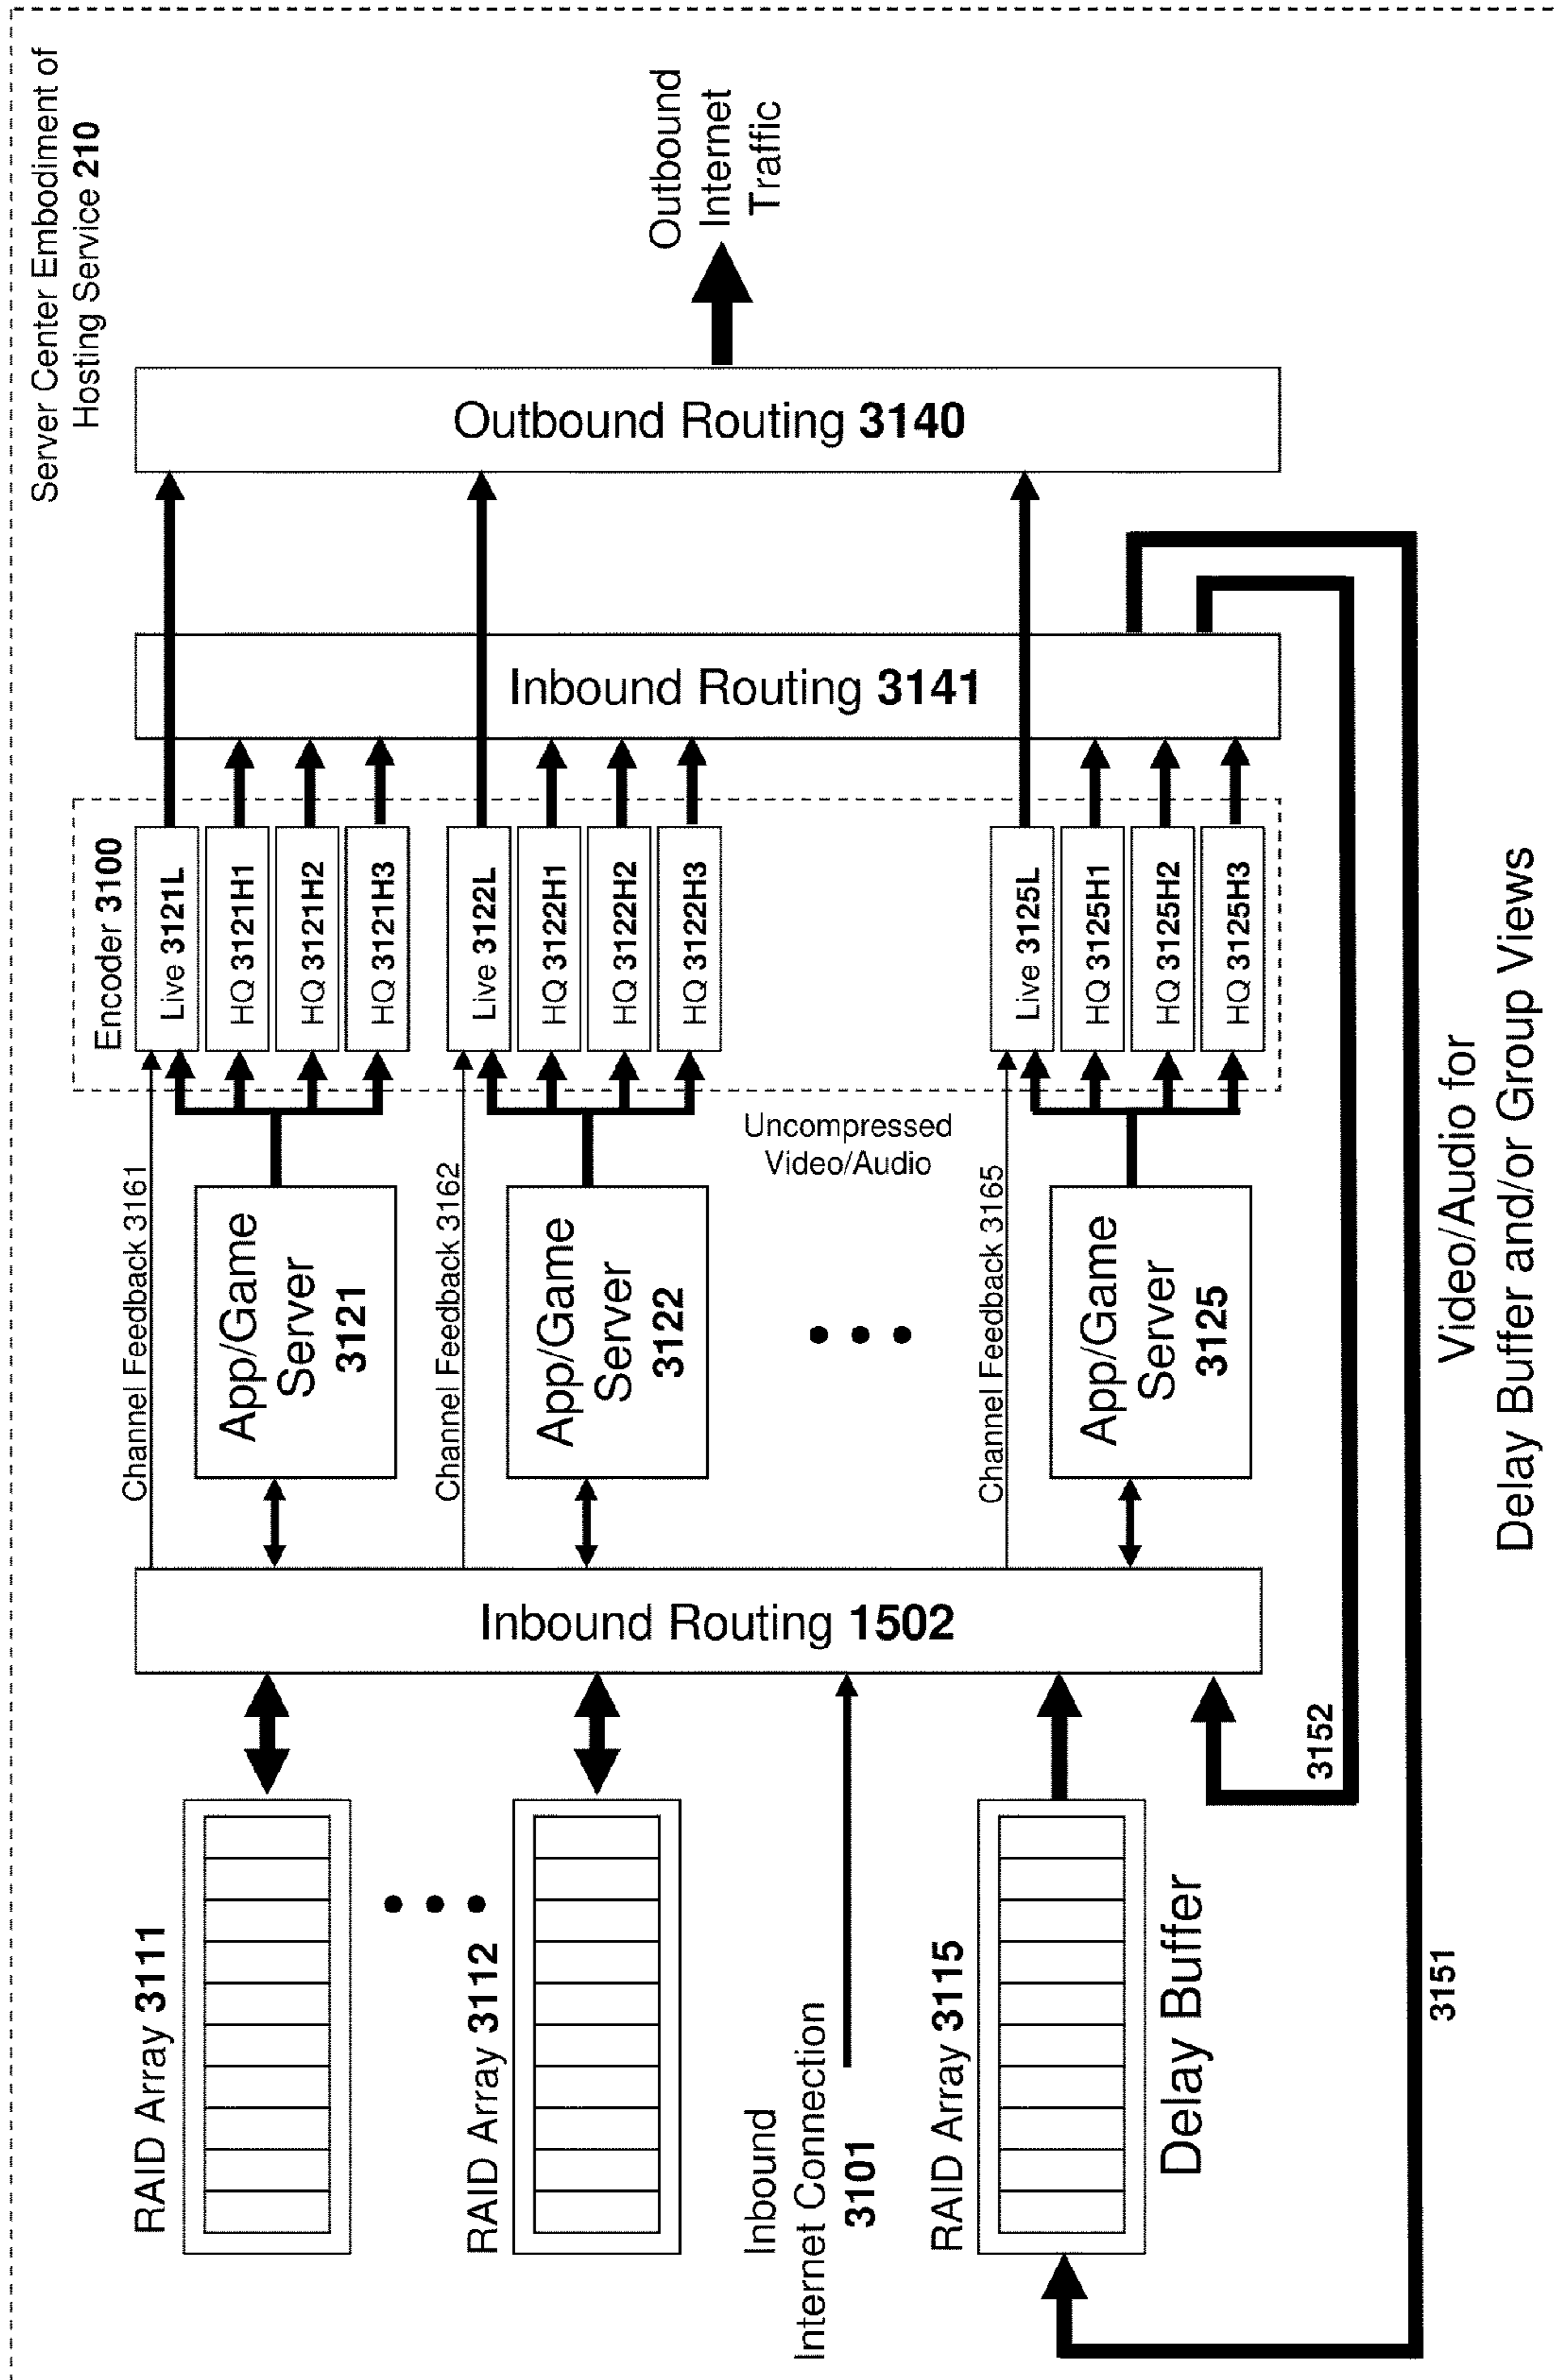 Server Center Embodiment of
Hosting Service 210
RAID Array 3111
RAID Array 3112
Inbound
Internet Connection
3101
RAID Array 3115
Delay Buffer
Inbound Routing 1502
Channel Feedback 3161
App/Game
Server
3121
Channel Feedback 3162
App/Game
Server
3122
Channel Feedback 3165
App/Game
Server
3125
Uncompressed
Video/Audio
Encoder 3100
Live 3121L
HQ 3121H1
HQ 3121H2
HQ 3121H3
Live 3122L
HQ 3122H1
HQ 3122H2
HQ 3122H3
Live 3125L
HQ 3125H1
HQ 3125H2
HQ 3125H3
Inbound Routing 3141
Outbound Routing 3140
Outbound
Internet
Traffic
3152
3151
Video/Audio for
Delay Buffer and/or Group Views